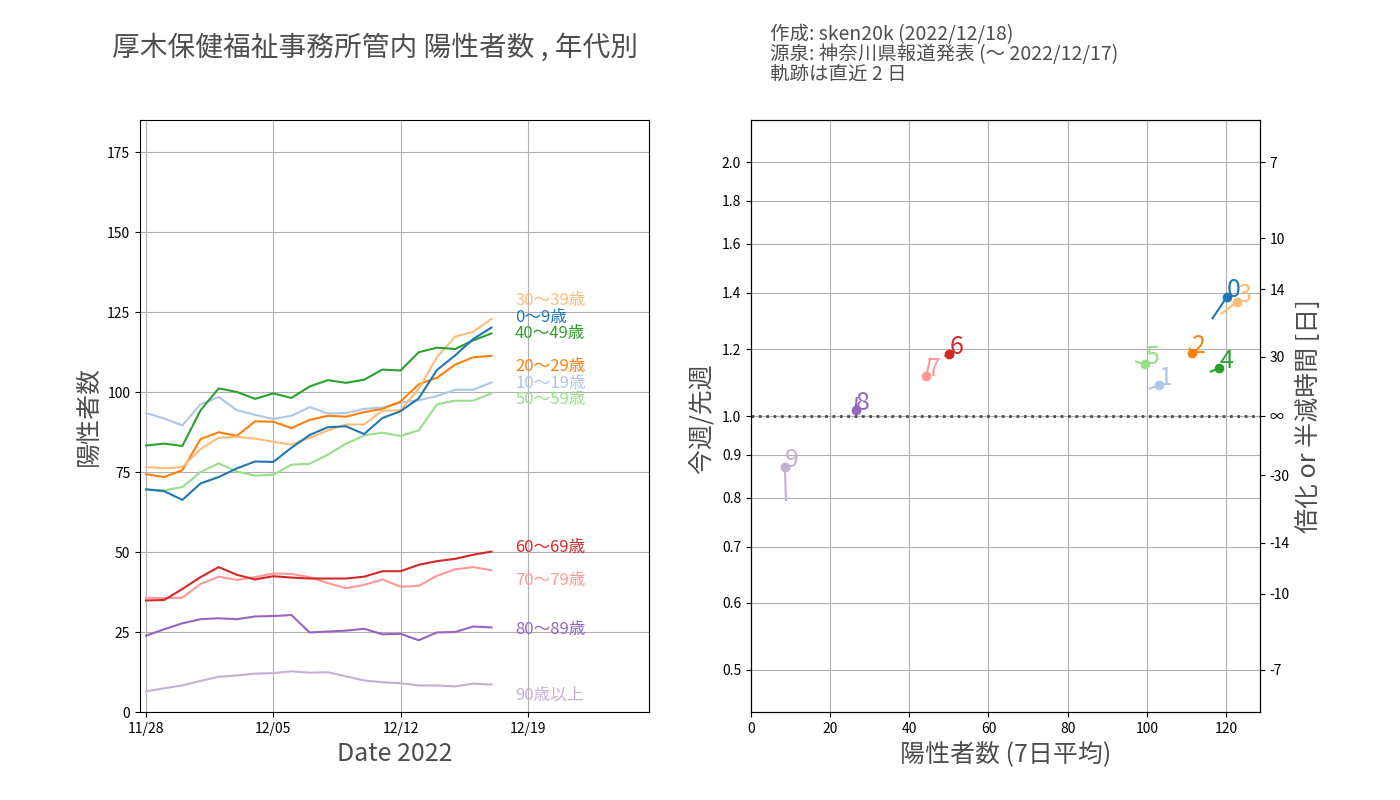 厚木保健福祉事務所管内 陽性者数 , 年代別
作成: sken20k (2022/12/18)
源泉: 神奈川県報道発表 (〜 2022/12/17)
軌跡は直近 2 日
陽性者数
175
150
125
100
75
50
25
0
11/28
12/05
12/12
12/19
Date 2022
30〜39歳
0〜9歳
40〜49歳
20〜29歳
10〜19歳
50〜59歳
60〜69歳
70〜79歳
80〜89歳
90歳以上
今週/先週
2.0
1.8
1.6
1.4
1.2
1.0
0.9
0.8
0.7
0.6
0.5
0
20
40
60
80
100
120
陽性者数 (7日平均)
0
3
2
6
5
4
7
1
8
9
7
10
14
30
∞
-30
-14
-10
-7
倍化 or 半減時間 [日]